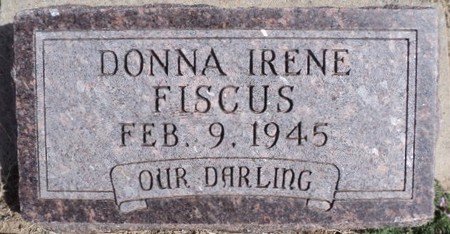 DONNA IRENE
FISCUS
FEB. 9, 1945
OUR DARLING